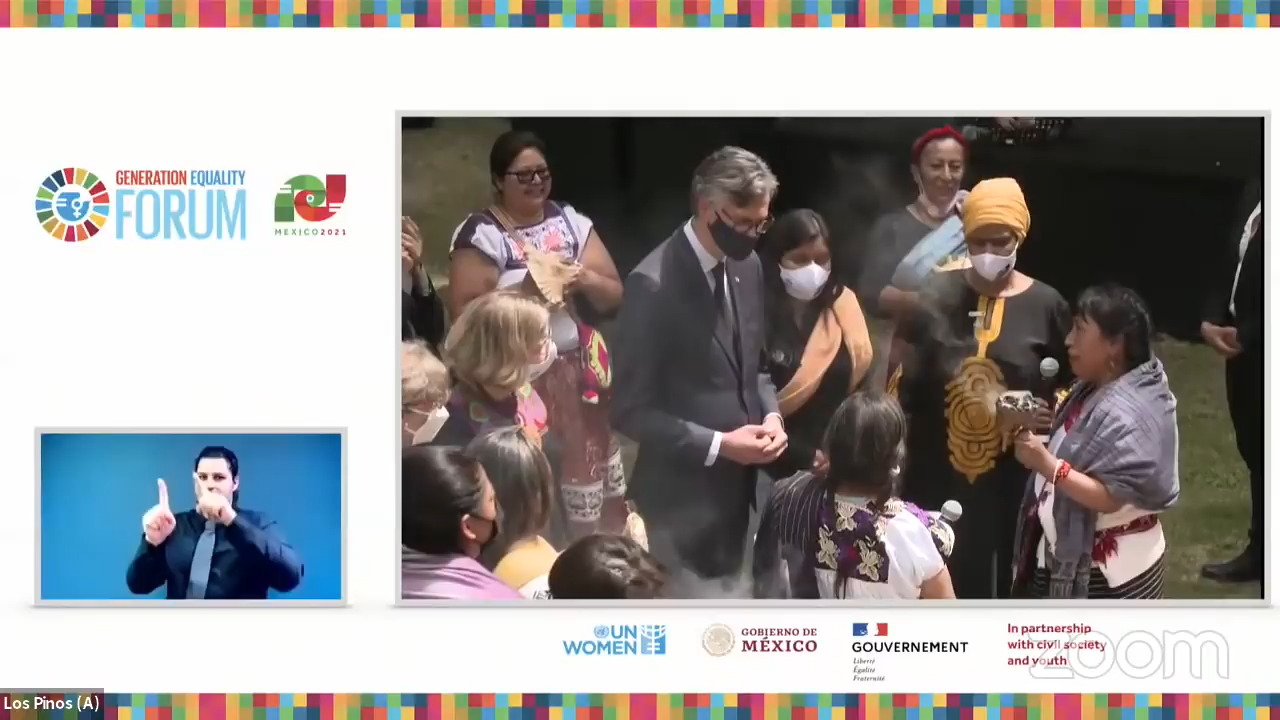 GENERATION EQUALITY
FORUM
MEXICO2021
UN
WOMEN
GOBIERNO DE
MÉXICO
GOUVERNEMENT
Liberté
Égalité
Fraternité
In partnership
with civil society
and youth
zoom
Los Pinos (A)